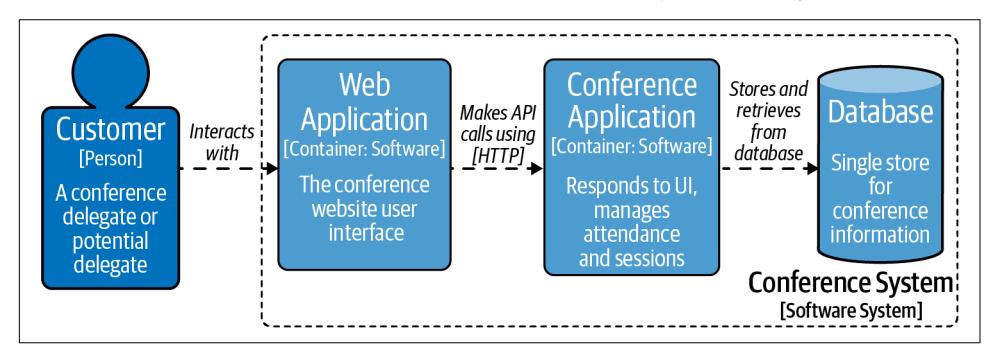 Customer
[Person]
A conference
delegate or
potential
delegate
Interacts
with
Web
Application
[Container: Software]
The conference
website user
interface
Makes API
calls using
[HTTP]
Conference
Application
[Container: Software]
Responds to UI,
manages
attendance
and sessions
Stores and
retrieves
from
database
Database
Single store
for
conference
information
Conference System
[Software System]